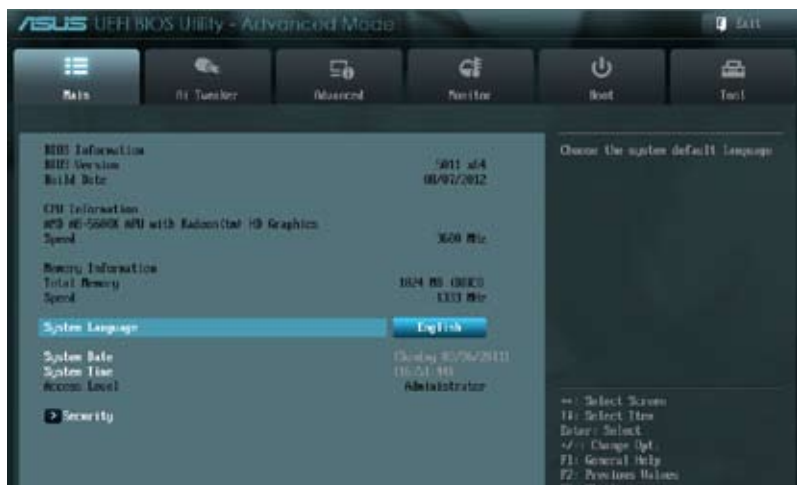 ASUS UEFI BIOS Utility - Advanced Mode
Exit
Main
Ai Tweaker
Advanced
Monitor
Boot
Tool
BIOS Information
BIOS Version 5011 x64
Build Date 08/07/2012
CPU Information
AMD A6-5600K APU with Radeon(tm) HD Graphics
Speed 3600 MHz
Memory Information
Total Memory 1024 MB (DDR3)
Speed 1333 MHz
System Language English
System Date
System Time
Access Level Administrator
Security
Choose the system default language
: Select Screen
: Select Item
Enter: Select
+/-: Change Opt.
F1: General Help
F2: Previous Values